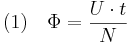 (1) Φ = U · t / N